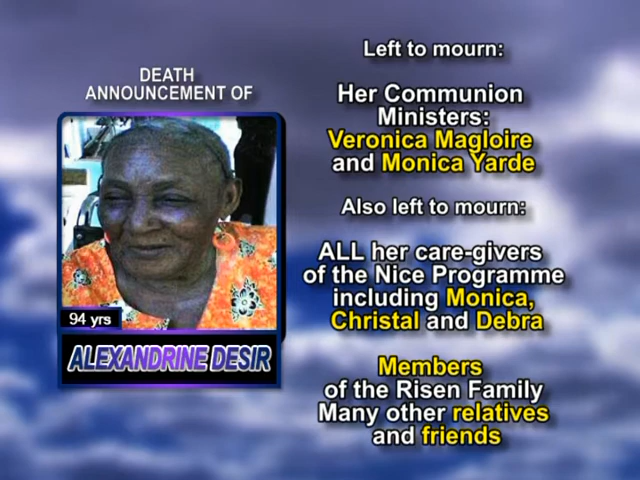 DEATH
ANNOUNCEMENT OF
94 yrs
ALEXANDRINE DESIR
Left to mourn:
Her Communion
Ministers:
Veronica Magloire
and Monica Yarde
Also left to mourn:
ALL her care-givers
of the Nice Programme
including Monica,
Christal and Debra
Members
of the Risen Family
Many other relatives
and friends